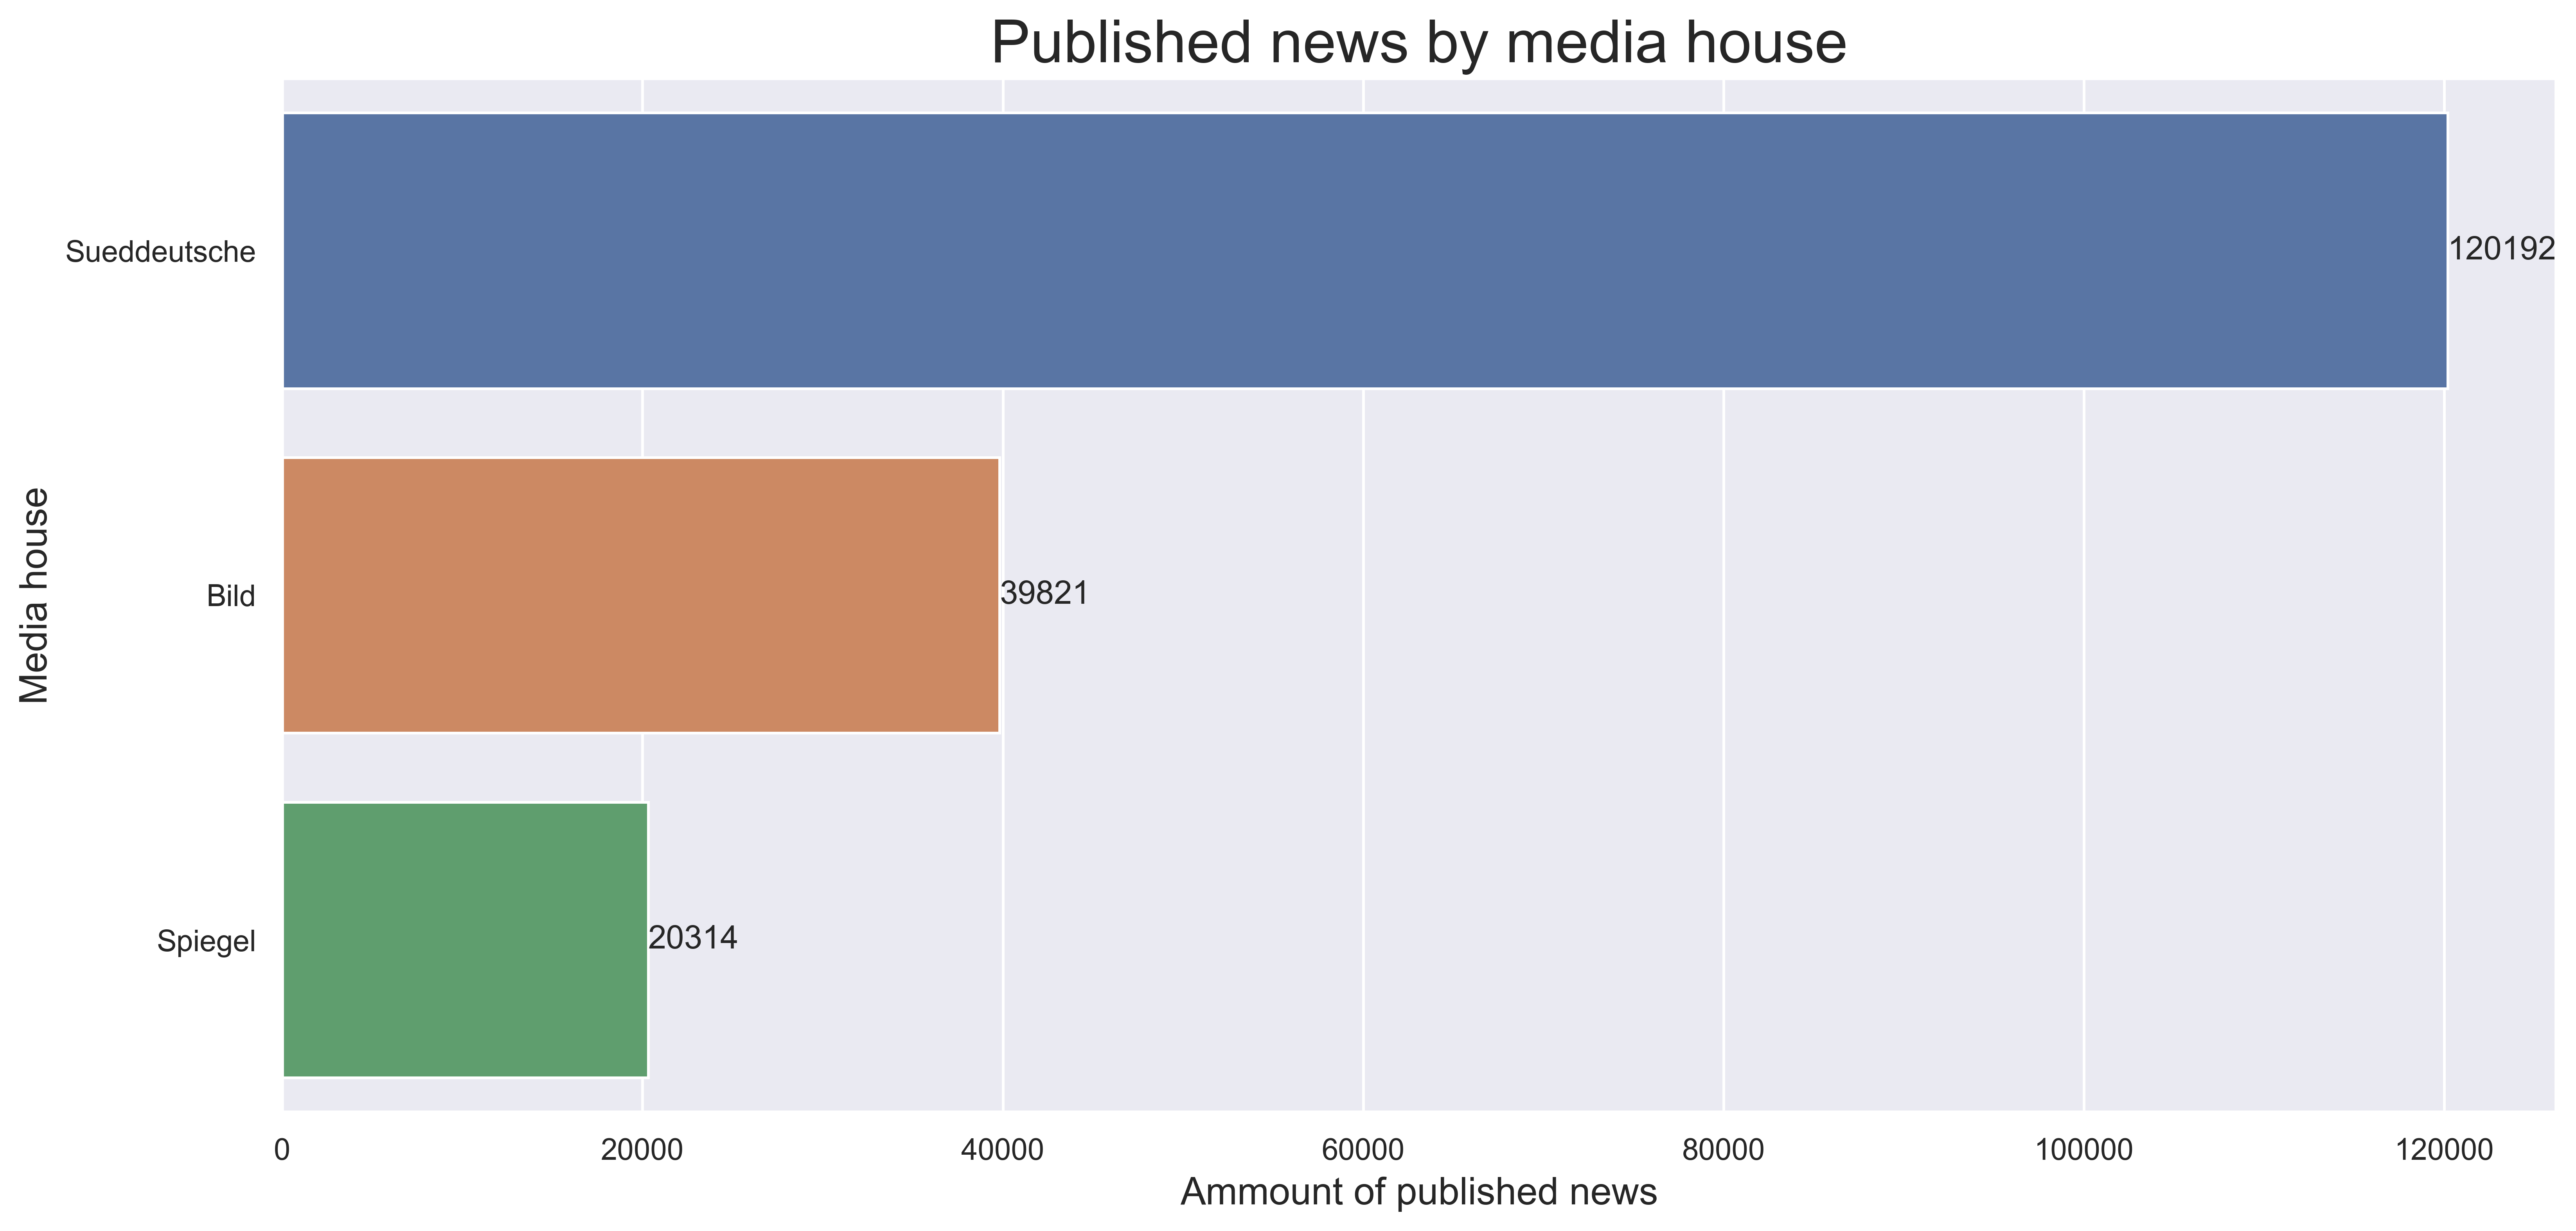 Published news by media house
Sueddeutsche
120192
Bild
39821
Spiegel
20314
Media house
0 20000 40000 60000 80000 100000 120000
Ammount of published news